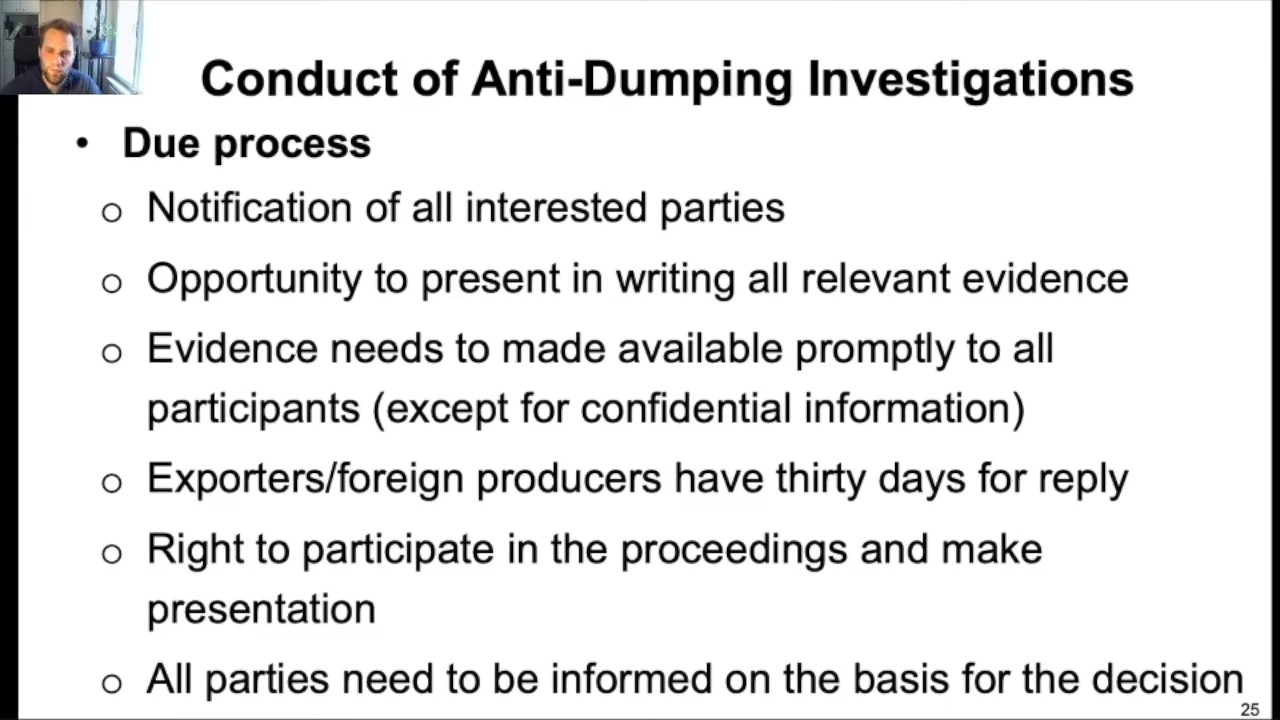 Conduct of Anti-Dumping Investigations
• Due process
o Notification of all interested parties
o Opportunity to present in writing all relevant evidence
o Evidence needs to made available promptly to all
participants (except for confidential information)
o Exporters/foreign producers have thirty days for reply
o Right to participate in the proceedings and make
presentation
o All parties need to be informed on the basis for the decision
25